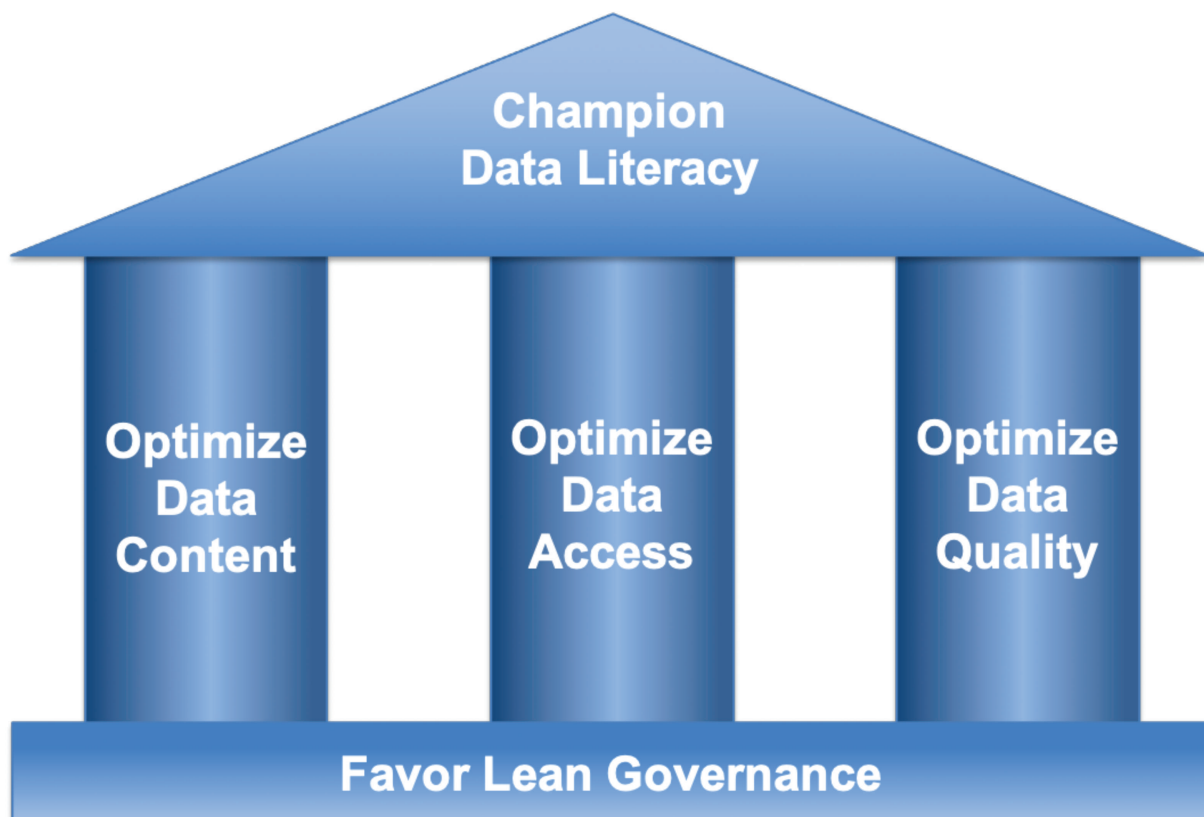 Champion
Data Literacy
Optimize
Data
Content
Optimize
Data
Access
Optimize
Data
Quality
Favor Lean Governance